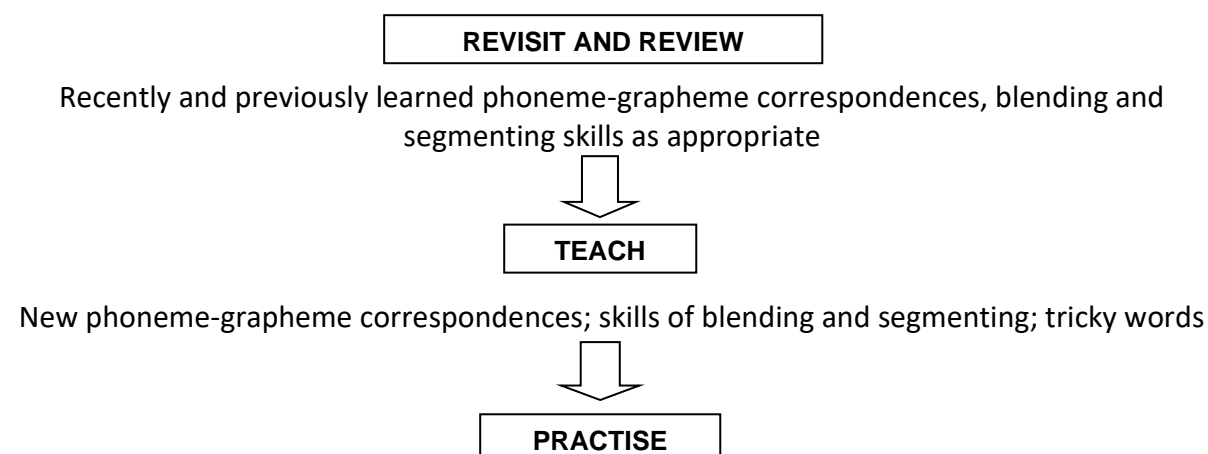 REVISIT AND REVIEW
Recently and previously learned phoneme-grapheme correspondences, blending and
segmenting skills as appropriate
TEACH
New phoneme-grapheme correspondences; skills of blending and segmenting; tricky words
PRACTISE